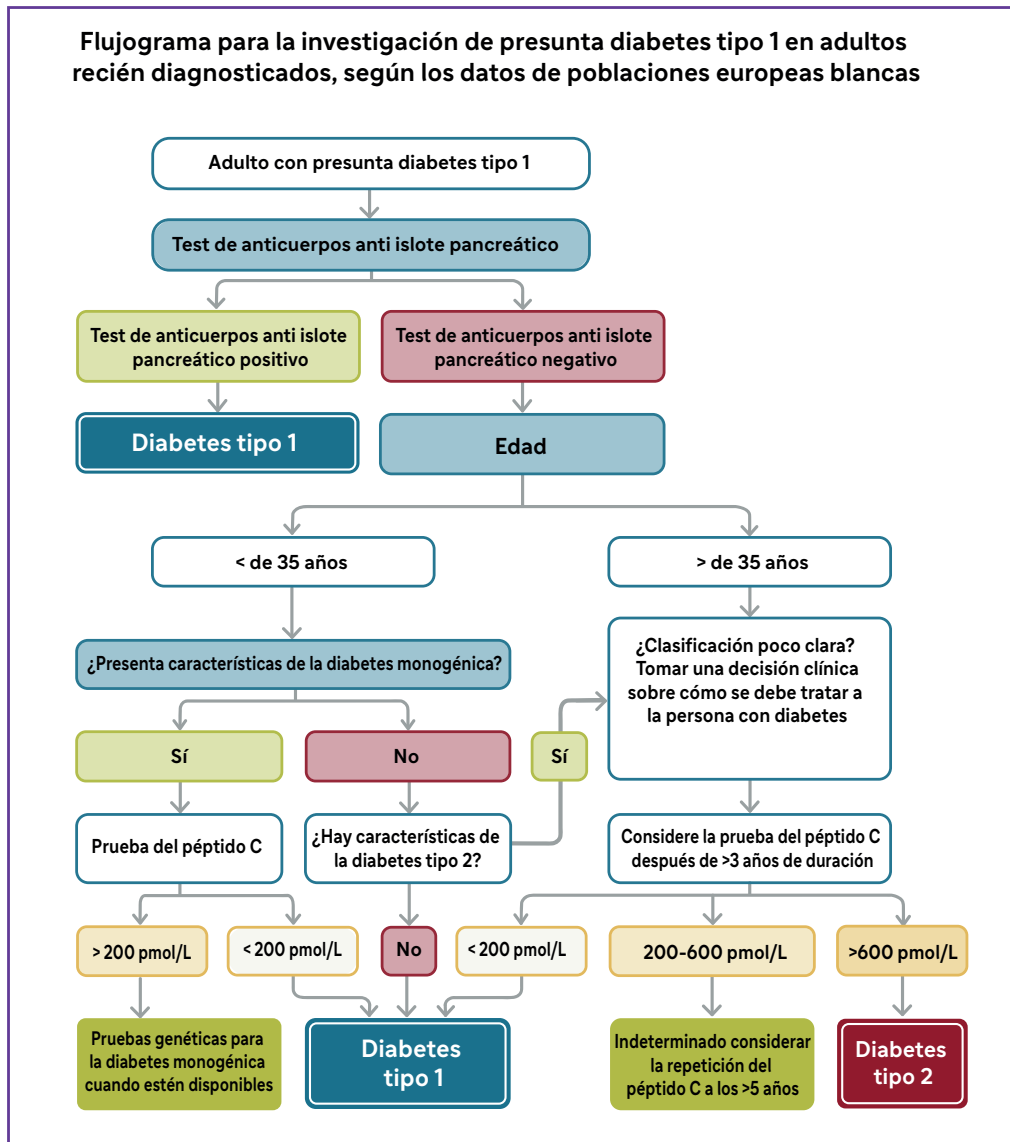 Flujograma para la investigación de presunta diabetes tipo 1 en adultos
recién diagnosticados, según los datos de poblaciones europeas blancas
Adulto con presunta diabetes tipo 1
Test de anticuerpos anti islote pancreático
Test de anticuerpos anti islote
pancreático positivo
Test de anticuerpos anti islote
pancreático negativo
Diabetes tipo 1
Edad
< de 35 años
> de 35 años
¿Presenta características de la diabetes monogénica?
¿Clasificación poco clara?
Tomar una decisión clínica
sobre cómo se debe tratar a
la persona con diabetes
Sí
No
Sí
Prueba del péptido C
¿Hay características de
la diabetes tipo 2?
Considere la prueba del péptido C
después de >3 años de duración
> 200 pmol/L
< 200 pmol/L
No
< 200 pmol/L
200-600 pmol/L
>600 pmol/L
Pruebas genéticas para
la diabetes monogénica
cuando estén disponibles
Diabetes
tipo 1
Indeterminado considerar
la repetición del
péptido C a los >5 años
Diabetes
tipo 2